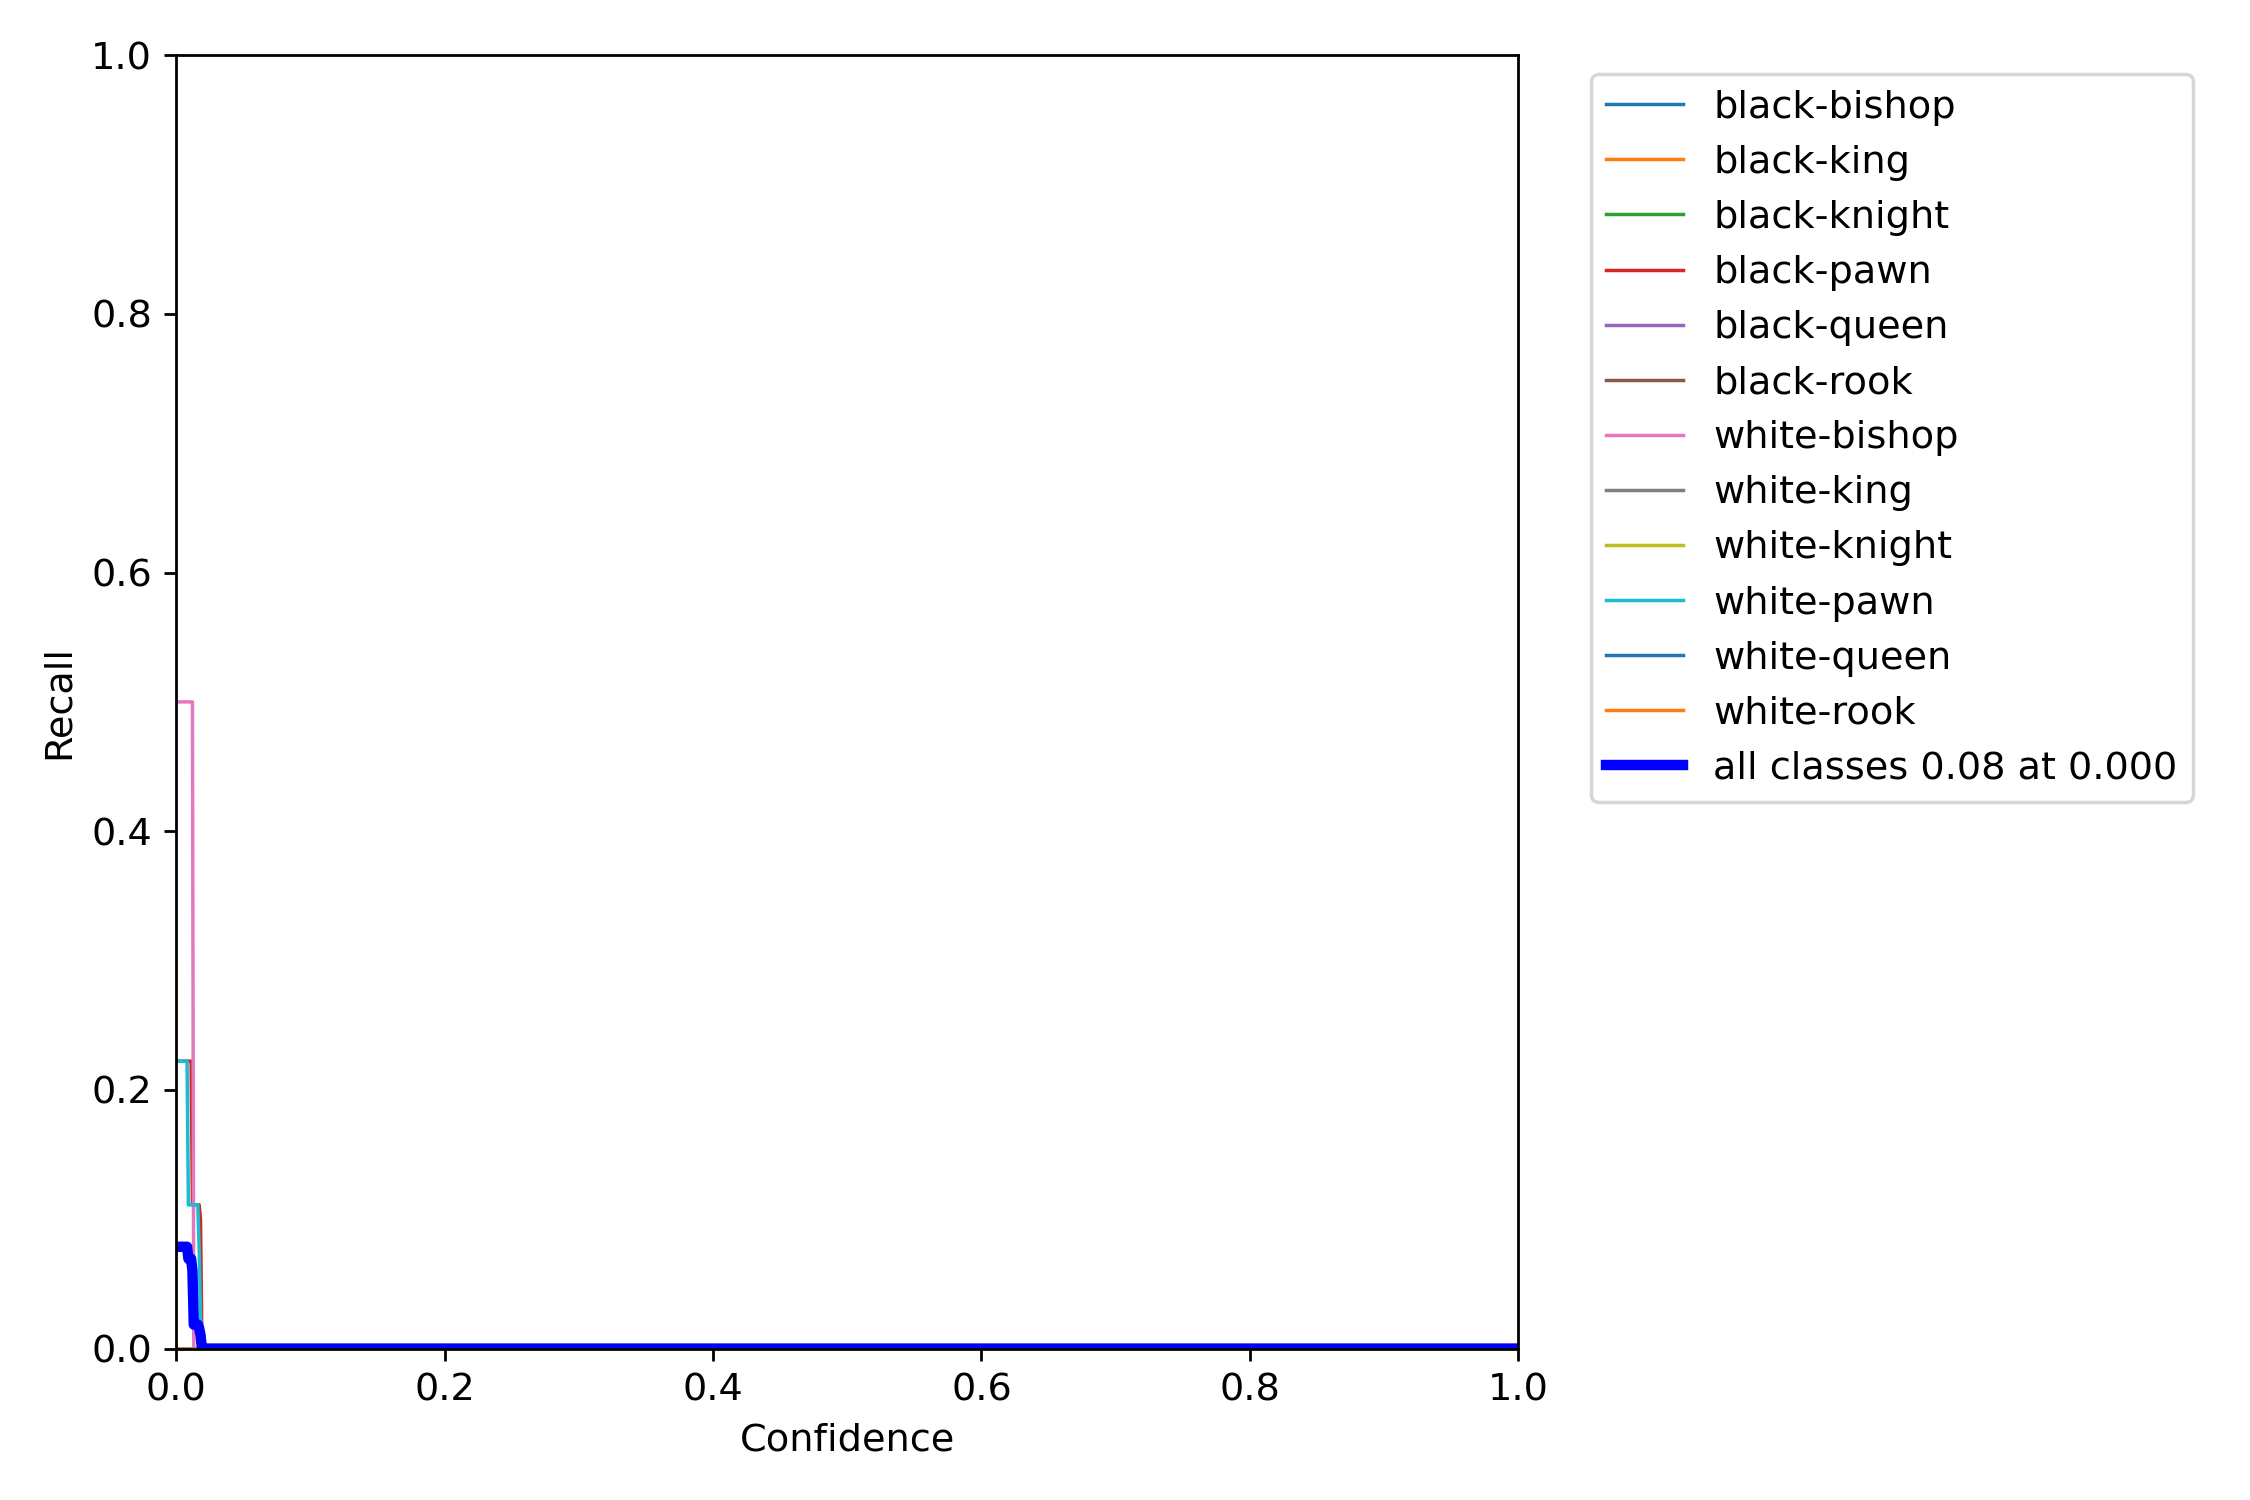 1.0
0.8
0.6
0.4
0.2
0.0
Recall
0.0 0.2 0.4 0.6 0.8 1.0
Confidence
black-bishop
black-king
black-knight
black-pawn
black-queen
black-rook
white-bishop
white-king
white-knight
white-pawn
white-queen
white-rook
all classes 0.08 at 0.000